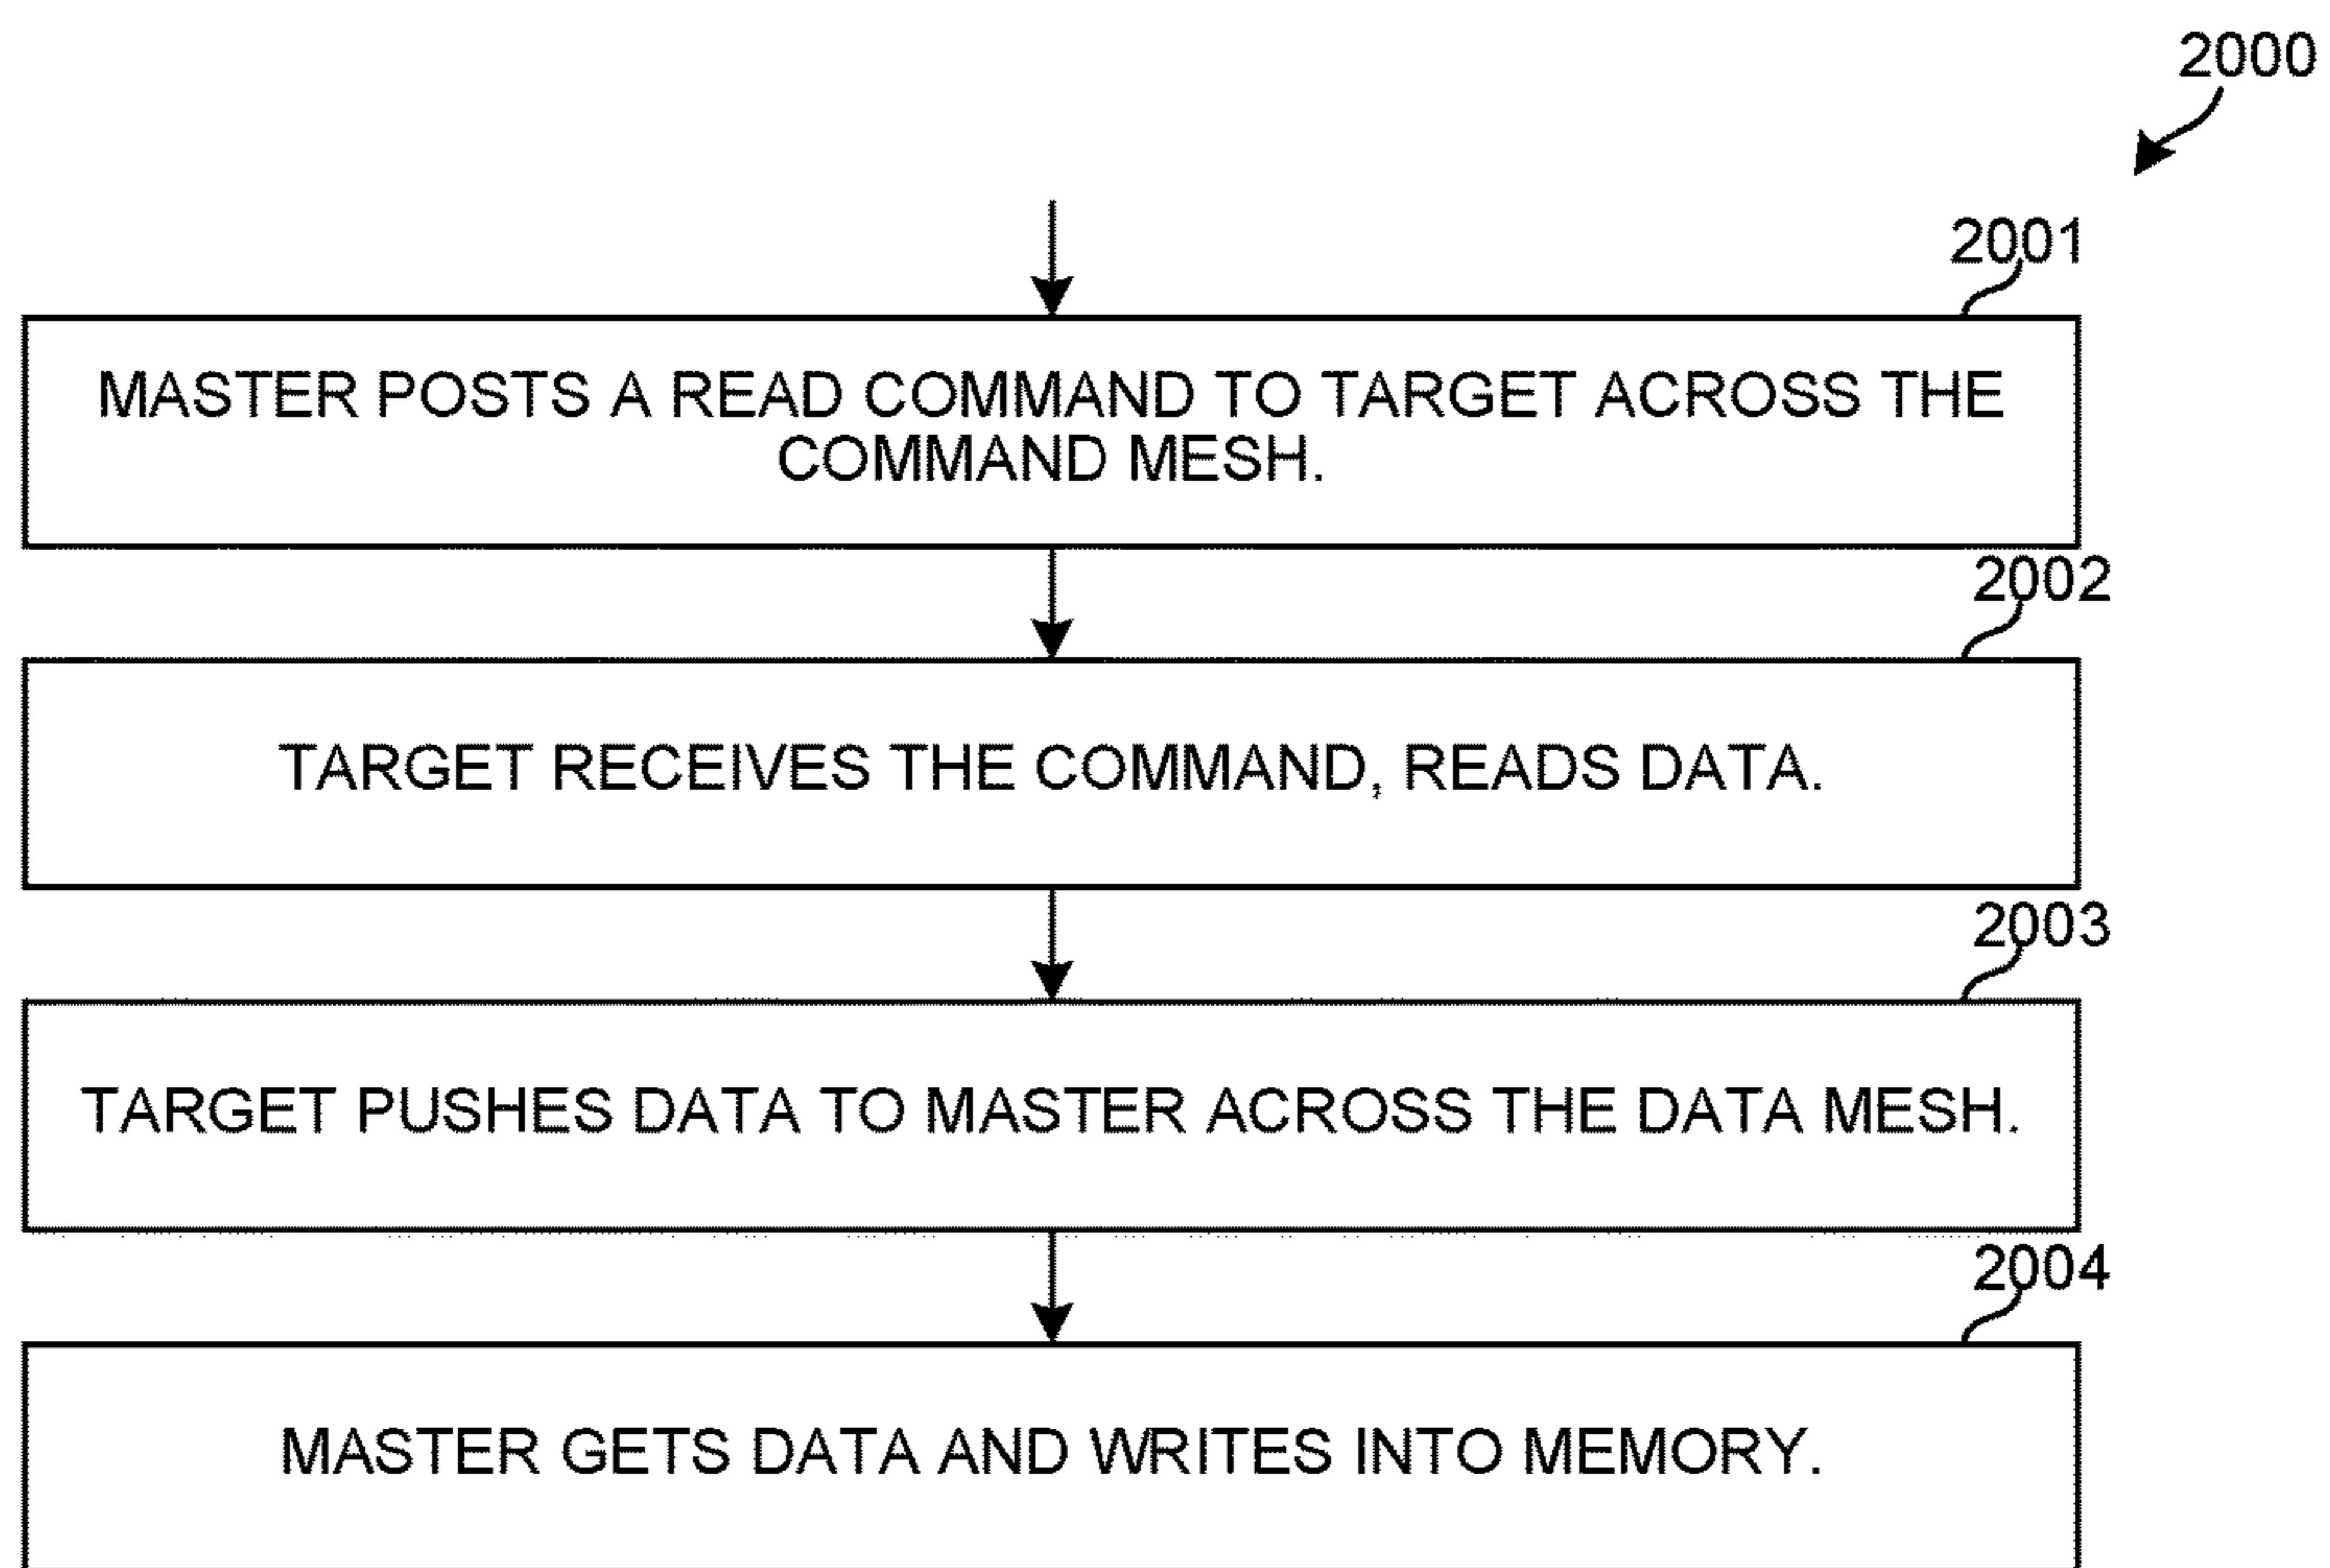 2000
2001
MASTER POSTS A READ COMMAND TO TARGET ACROSS THE
COMMAND MESH.
2002
TARGET RECEIVES THE COMMAND, READS DATA.
2003
TARGET PUSHES DATA TO MASTER ACROSS THE DATA MESH.
2004
MASTER GETS DATA AND WRITES INTO MEMORY.